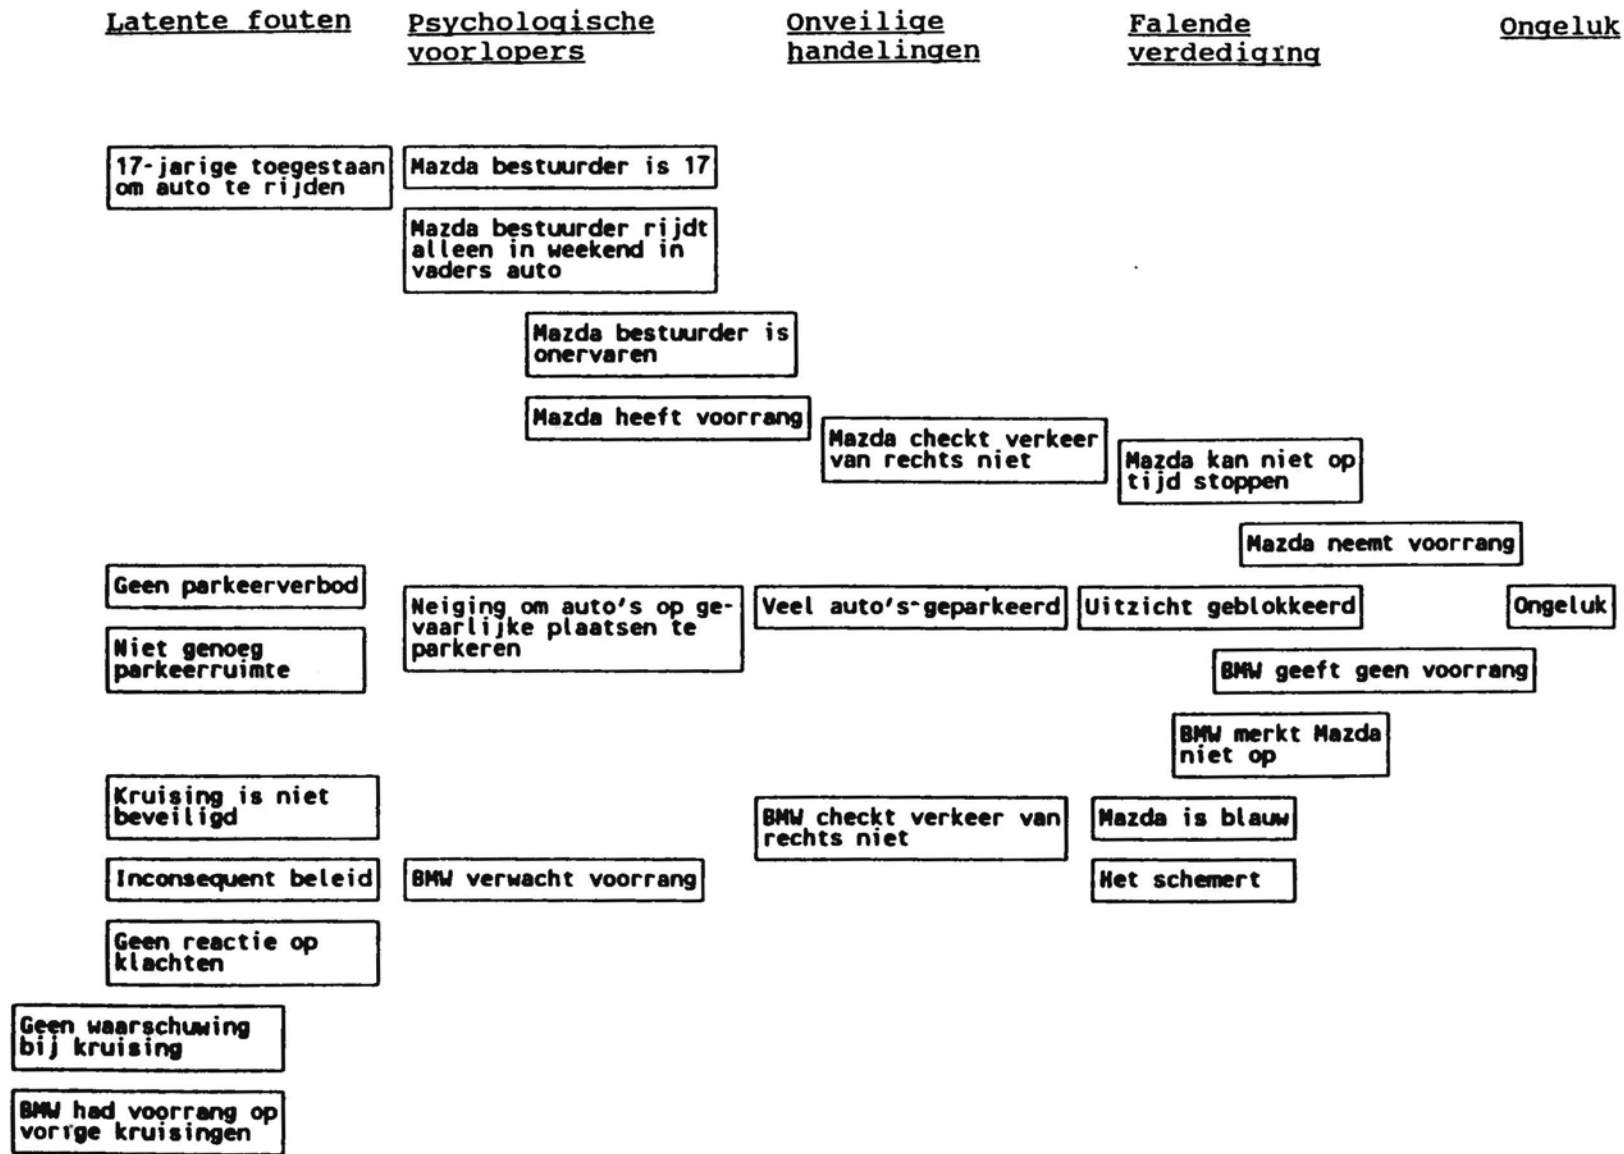 Latente fouten
Psychologische
voorlopers
Onveilige
handelingen
Falende
verdediging
Ongeluk
17-jarige toegestaan
om auto te rijden
Mazda bestuurder is 17
Mazda bestuurder rijdt
alleen in weekend in
vaders auto
Mazda bestuurder is
onervaren
Mazda heeft voorrang
Mazda checkt verkeer
van rechts niet
Mazda kan niet op
tijd stoppen
Mazda neemt voorrang
Geen parkeerverbod
Niet genoeg
parkeerruimte
Neiging om auto's op ge-
vaarlijke plaatsen te
parkeren
Veel auto's-geparkeerd
Uitzicht geblokkeerd
Ongeluk
BMW geeft geen voorrang
BMW merkt Mazda
niet op
Kruising is niet
beveiligd
BMW checkt verkeer van
rechts niet
Mazda is blauw
Inconsequent beleid
BMW verwacht voorrang
Het schemert
Geen reactie op
klachten
Geen waarschuwing
bij kruising
BMW had voorrang op
vorige kruisingen